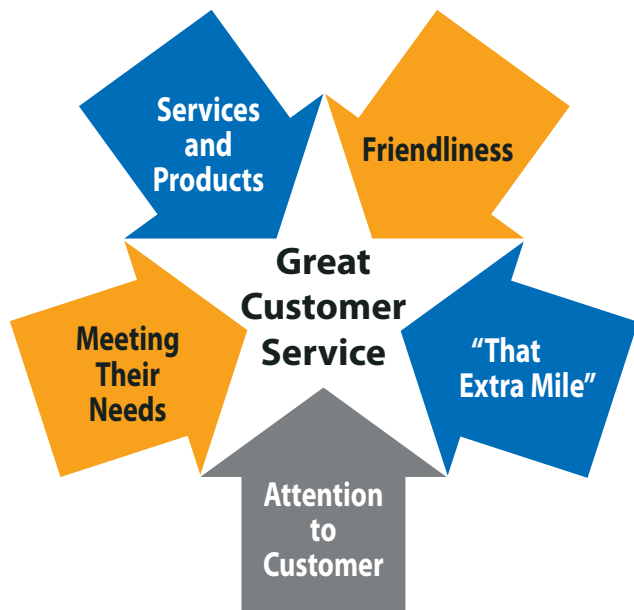 Services
and
Products
Friendliness
Great
Customer
Service
Meeting
Their
Needs
“That
Extra Mile”
Attention
to
Customer